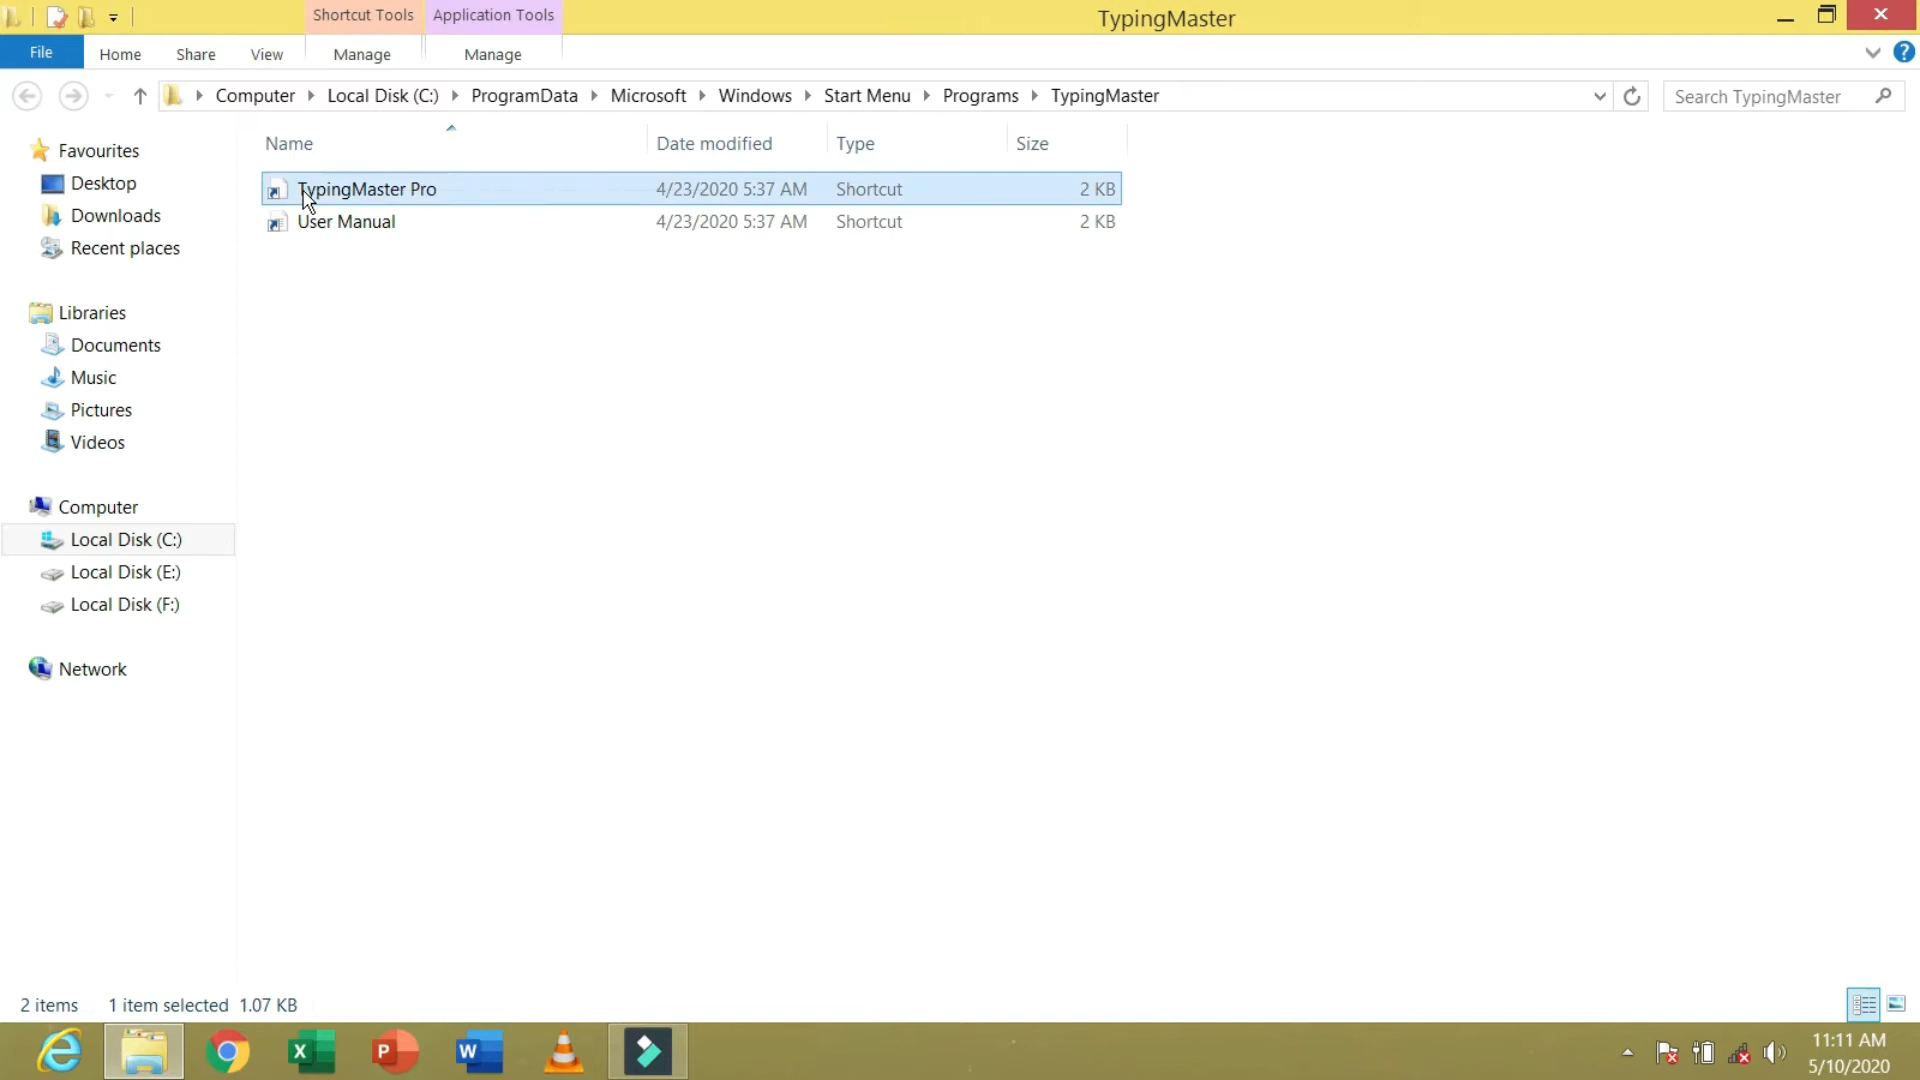 Shortcut Tools Application Tools TypingMaster
File Home Share View Manage Manage
Computer Local Disk (C:) ProgramData Microsoft Windows Start Menu Programs TypingMaster Search TypingMaster
Name Date modified Type Size
TypingMaster Pro 4/23/2020 5:37 AM Shortcut 2 KB
User Manual 4/23/2020 5:37 AM Shortcut 2 KB
Favourites
Desktop
Downloads
Recent places
Libraries
Documents
Music
Pictures
Videos
Computer
Local Disk (C:)
Local Disk (E:)
Local Disk (F:)
Network
2 items 1 item selected 1.07 KB
11:11 AM
5/10/2020